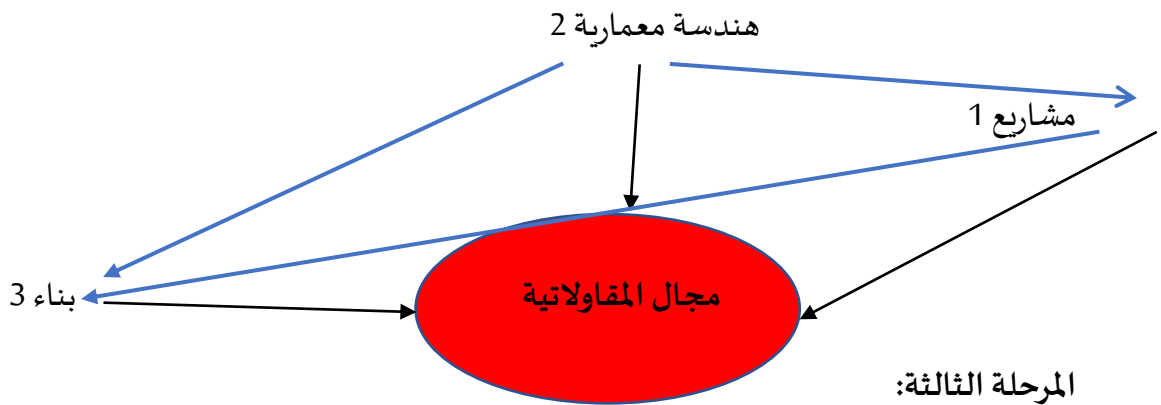 هندسة معمارية 2
مشاريع 1
بناء 3
مجال المقاولاتية
المرحلة الثالثة: